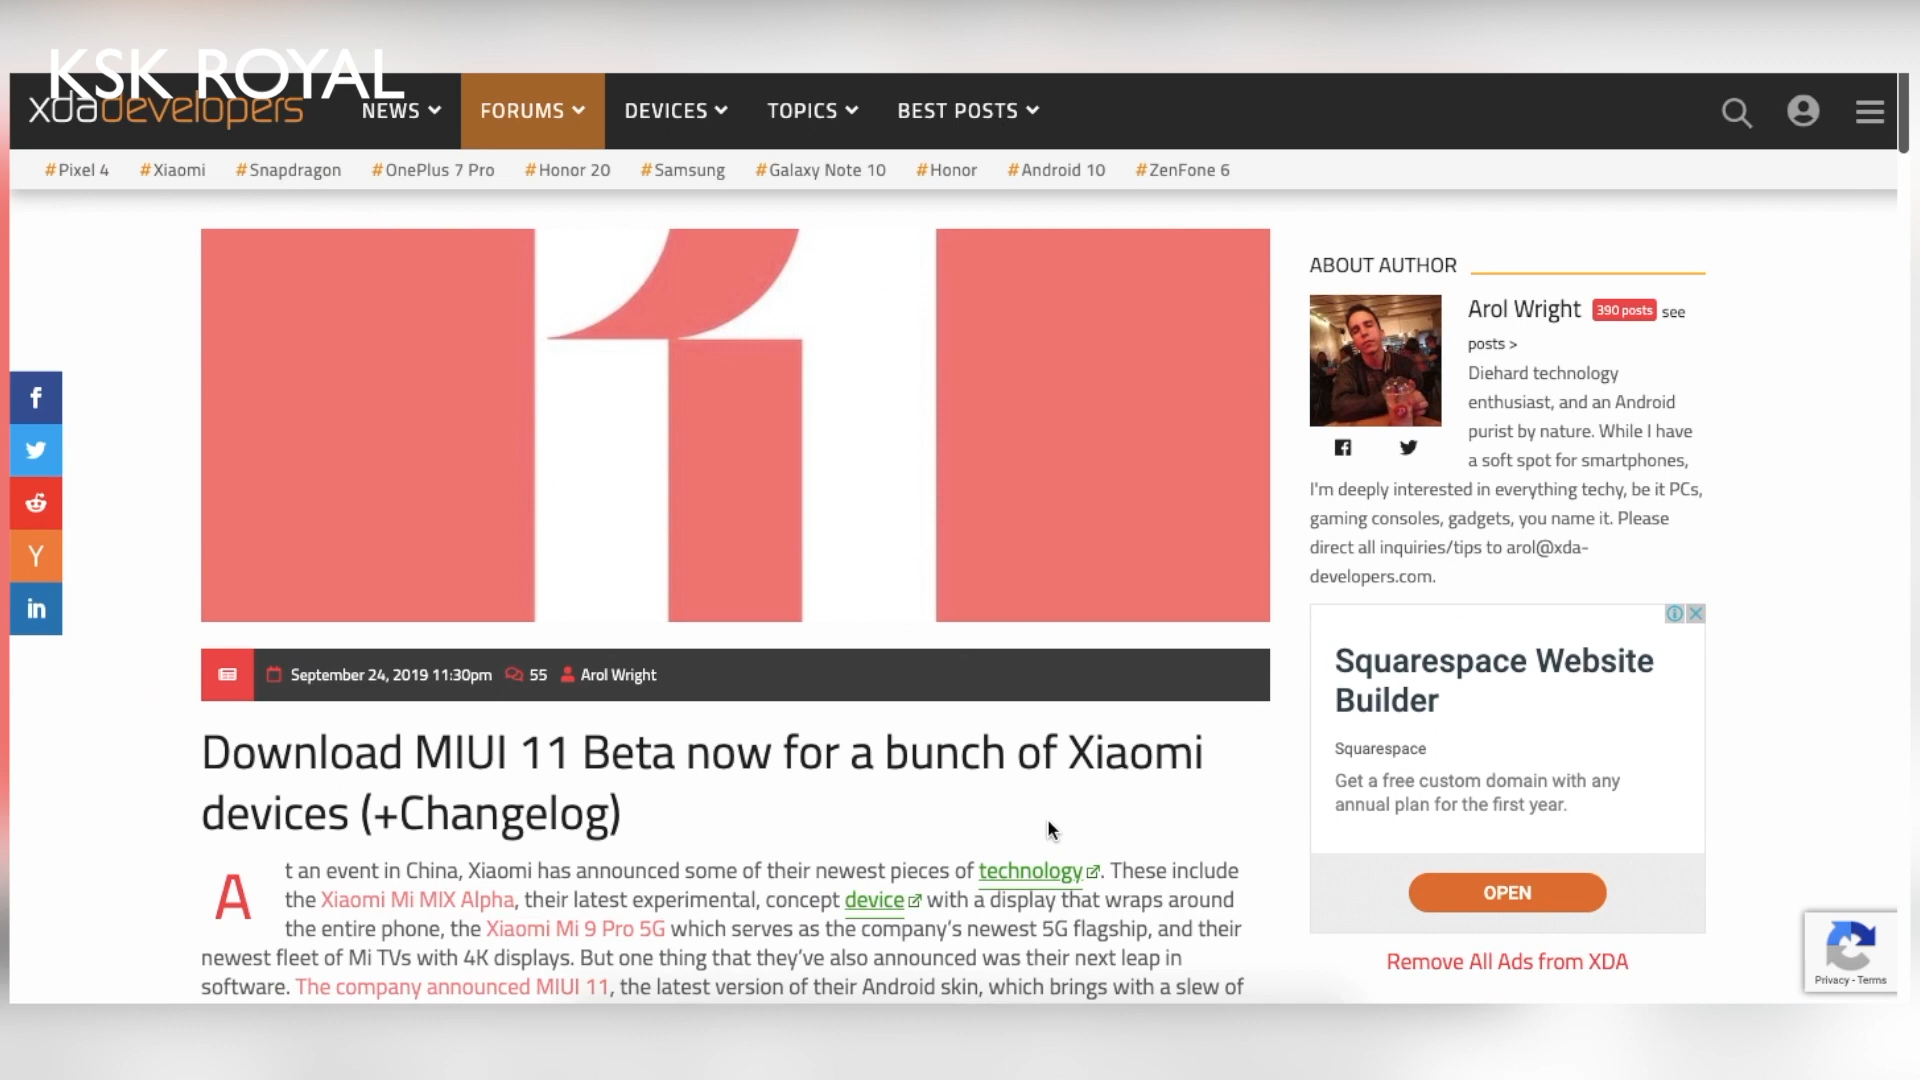 KSK ROYAL
xdadevelopers
NEWS
FORUMS
DEVICES
TOPICS
BEST POSTS
#Pixel 4
#Xiaomi
#Snapdragon
#OnePlus 7 Pro
#Honor 20
#Samsung
#Galaxy Note 10
#Honor
#Android 10
#ZenFone 6
September 24, 2019 11:30pm 55 Arol Wright
Download MIUI 11 Beta now for a bunch of Xiaomi
devices (+Changelog)
At an event in China, Xiaomi has announced some of their newest pieces of technology. These include
the Xiaomi Mi MIX Alpha, their latest experimental, concept device with a display that wraps around
the entire phone, the Xiaomi Mi 9 Pro 5G which serves as the company's newest 5G flagship, and their
newest fleet of Mi TVs with 4K displays. But one thing that they've also announced was their next leap in
software. The company announced MIUI 11, the latest version of their Android skin, which brings with a slew of
ABOUT AUTHOR
Arol Wright 390 posts see
posts >
Diehard technology
enthusiast, and an Android
purist by nature. While I have
a soft spot for smartphones,
I'm deeply interested in everything techy, be it PCs,
gaming consoles, gadgets, you name it. Please
direct all inquiries/tips to arol@xda-
developers.com.
Squarespace Website
Builder
Squarespace
Get a free custom domain with any
annual plan for the first year.
OPEN
Remove All Ads from XDA
Privacy - Terms